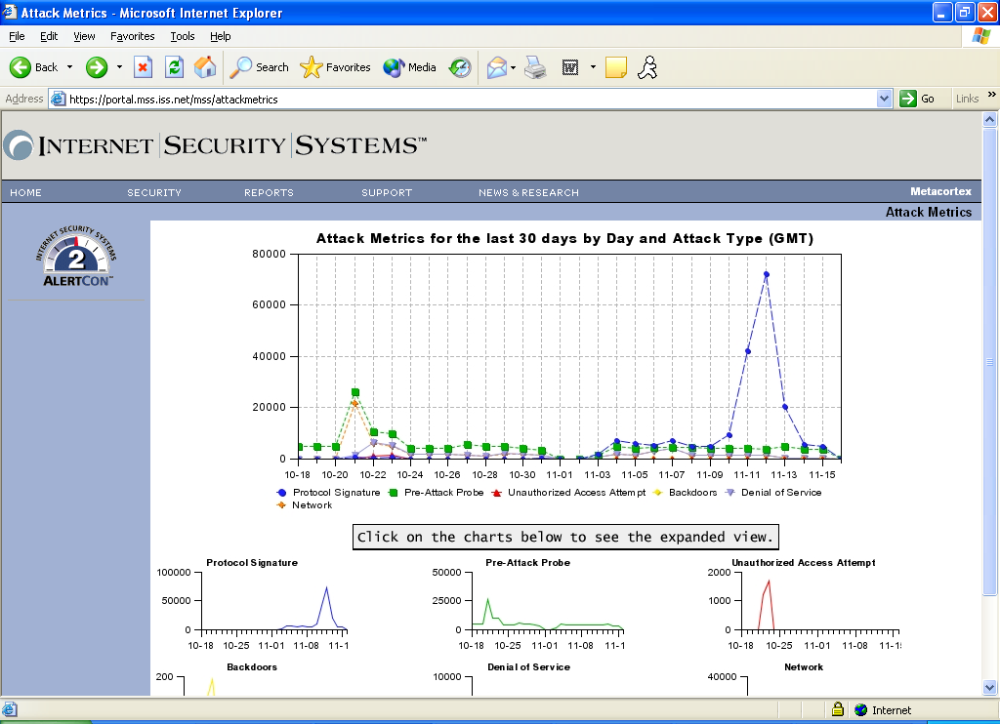 Attack Metrics - Microsoft Internet Explorer
File Edit View Favorites Tools Help
Back Search Favorites Media
Address https://portal.mss.iss.net/mss/attackmetrics Go Links »
INTERNET SECURITY SYSTEMS™
HOME SECURITY REPORTS SUPPORT NEWS & RESEARCH Metacortex
Attack Metrics
INTERNET SECURITY SYSTEMS
2
ALERTCON™
Attack Metrics for the last 30 days by Day and Attack Type (GMT)
80000
60000
40000
20000
0
10-18 10-20 10-22 10-24 10-26 10-28 10-30 11-01 11-03 11-05 11-07 11-09 11-11 11-13 11-15
Protocol Signature Pre-Attack Probe Unauthorized Access Attempt Backdoors Denial of Service
Network
Click on the charts below to see the expanded view.
Protocol Signature
100000
50000
0
10-18 10-25 11-01 11-08 11-1
Pre-Attack Probe
50000
25000
0
10-18 10-25 11-01 11-08 11-1
Unauthorized Access Attempt
2000
1000
0
10-18 10-25 11-01 11-08
Backdoors
200
Denial of Service
10000
Network
40000
Internet